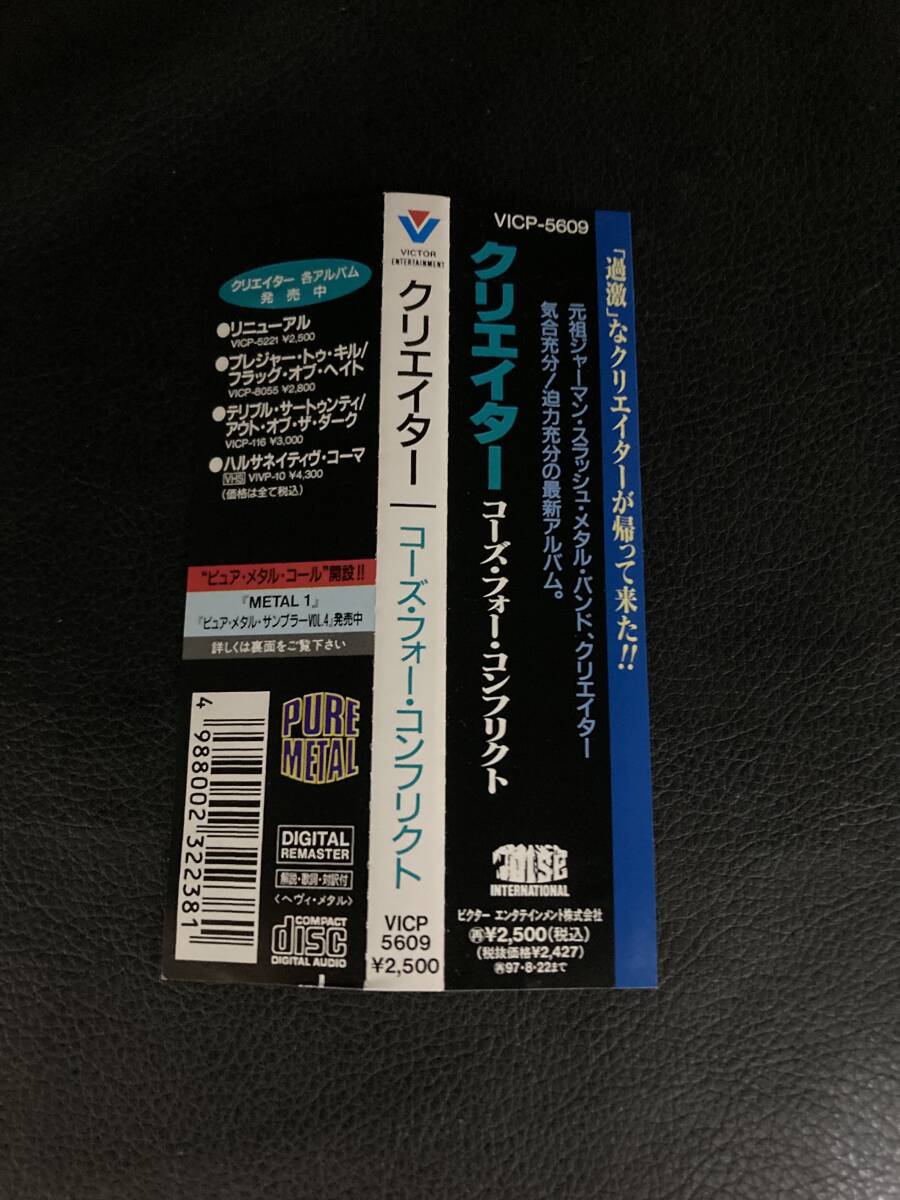 「過激」なクリエイターが帰って来た!!
VICP-5609
元祖ジャーマン・スラッシュ・メタル・バンド、クリエイター
気合充分!迫力充分の最新アルバム。
クリエイター
コーズ・フォー・コンフリクト
NOISE
INTERNATIONAL
ビクター エンタテインメント株式会社
㋐¥2,500(税込)
(税抜価格¥2,427)
㋐97・8・22まで
VICTOR
ENTERTAINMENT
クリエイター
コーズ・フォー・コンフリクト
VICP
5609
¥2,500
クリエイター 各アルバム
発売中
●リニューアル
VICP-5221 ¥2,500
●プレジャー・トゥ・キル/
フラッグ・オブ・ヘイト
VICP-8055 ¥2,800
●テリブル・サートゥンティ/
アウト・オブ・ザ・ダーク
VICP-116 ¥3,000
●ハルサネイティヴ・コーマ
VHS VIVP-10 ¥4,300
(価格は全て税込)
“ピュア・メタル・コール”開設!!
『METAL 1』
『ピュア・メタル・サンプラーVOL.4』発売中
詳しくは裏面をご覧下さい
PURE
METAL
DIGITAL
REMASTER
解説・歌詞・対訳付
〈ヘヴィ・メタル〉
COMPACT
disc
DIGITAL AUDIO
4 988002 322381